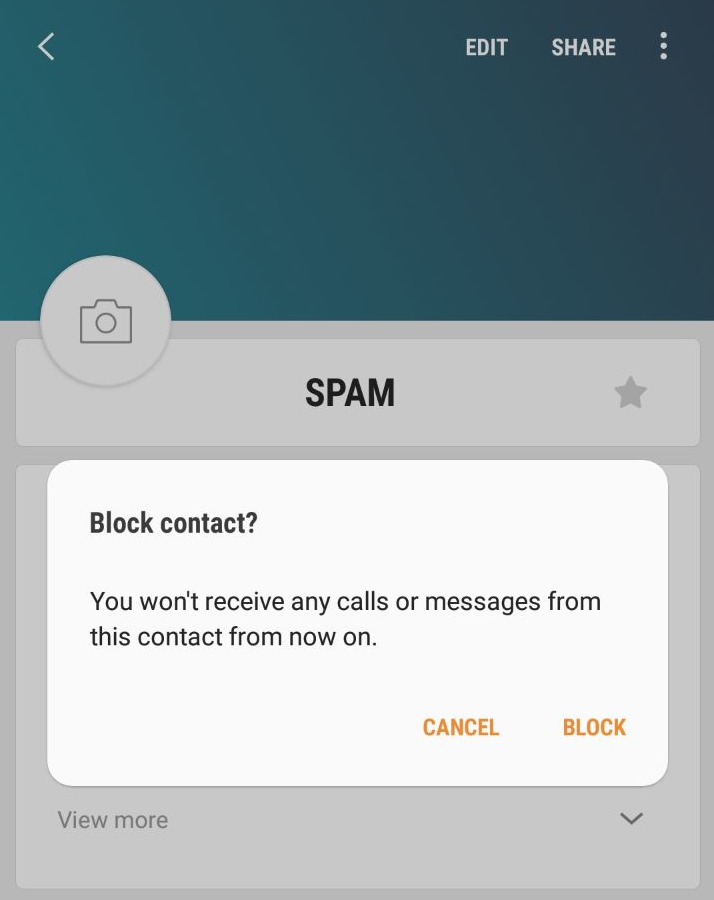 EDIT SHARE
SPAM
Block contact?
You won't receive any calls or messages from
this contact from now on.
CANCEL BLOCK
View more